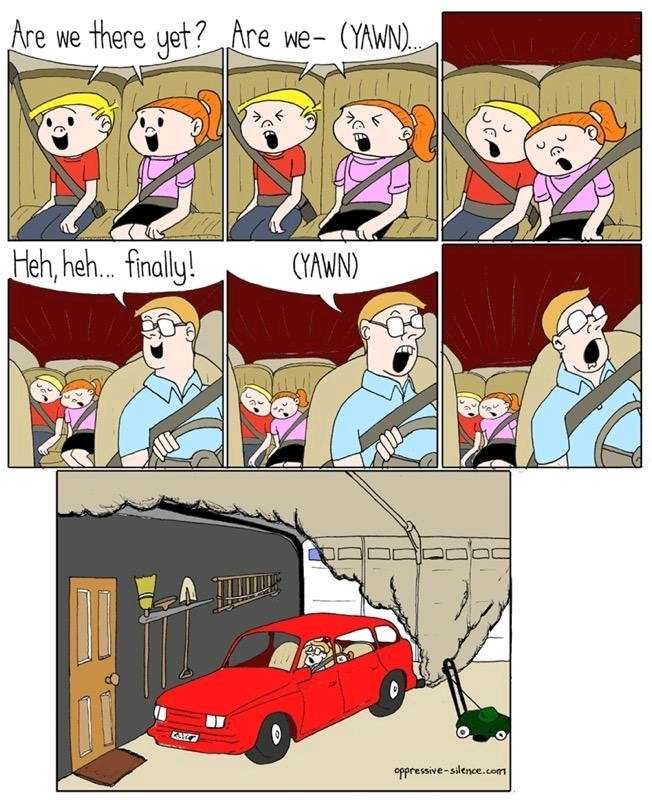 Are we there yet?
Are we- (YAWN)...
Heh, heh... finally!
(YAWN)
oppressive-silence.com